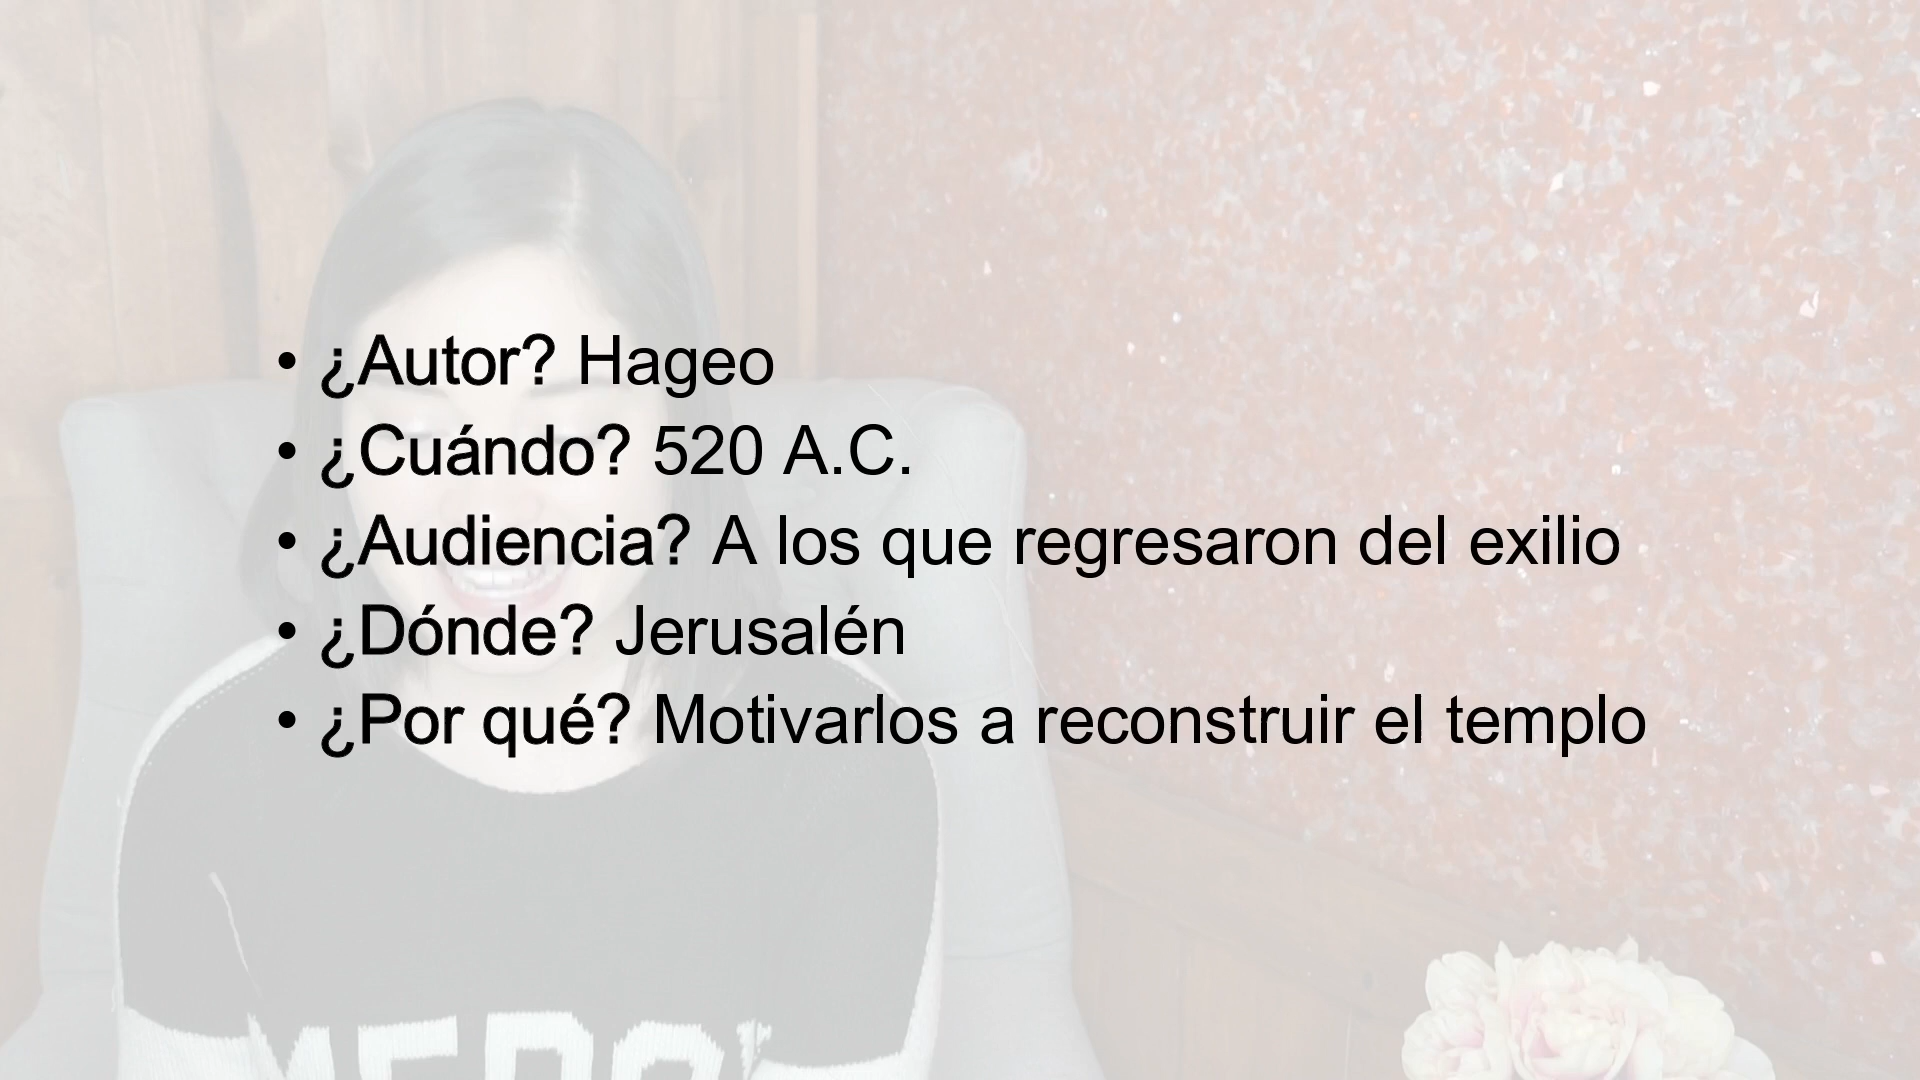 • ¿Autor? Hageo
• ¿Cuándo? 520 A.C.
• ¿Audiencia? A los que regresaron del exilio
• ¿Dónde? Jerusalén
• ¿Por qué? Motivarlos a reconstruir el templo